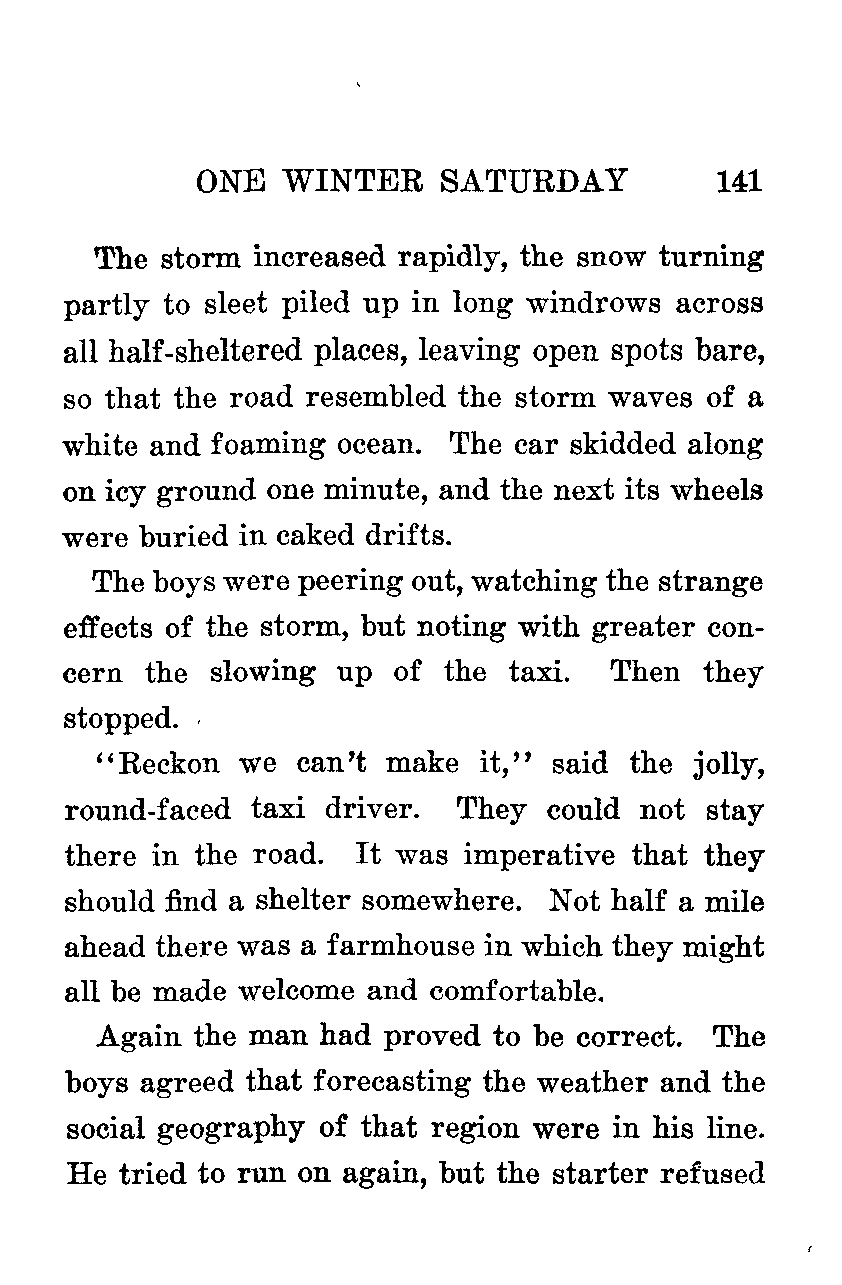 ONE WINTER SATURDAY 141
The storm increased rapidly, the snow turning
partly to sleet piled up in long windrows across
all half-sheltered places, leaving open spots bare,
so that the road resembled the storm waves of a
white and foaming ocean. The car skidded along
on icy ground one minute, and the next its wheels
were buried in caked drifts.
The boys were peering out, watching the strange
effects of the storm, but noting with greater con-
cern the slowing up of the taxi. Then they
stopped.
“Reckon we can't make it,” said the jolly,
round-faced taxi driver. They could not stay
there in the road. It was imperative that they
should find a shelter somewhere. Not half a mile
ahead there was a farmhouse in which they might
all be made welcome and comfortable.
Again the man had proved to be correct. The
boys agreed that forecasting the weather and the
social geography of that region were in his line.
He tried to run on again, but the starter refused